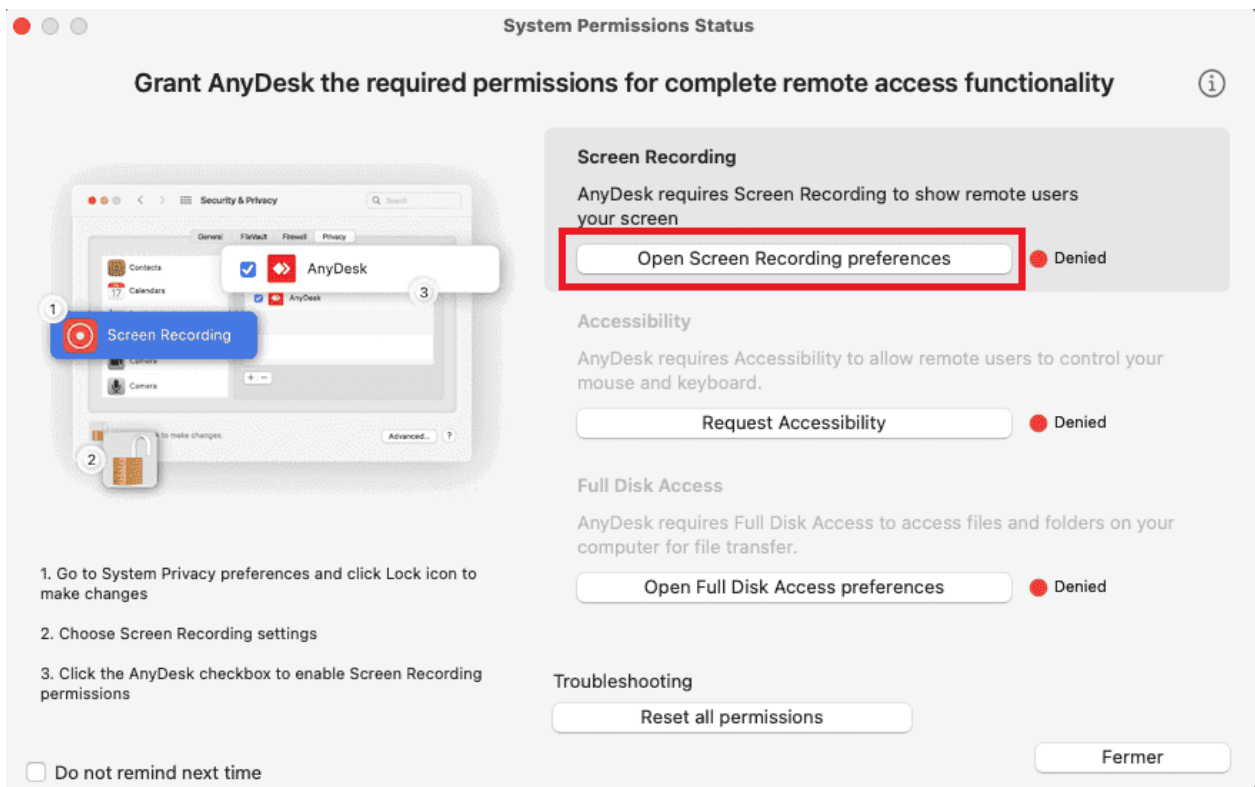 System Permissions Status
Grant AnyDesk the required permissions for complete remote access functionality
Security & Privacy
Search
General FileVault Firewall Privacy
Contacts
Calendars
AnyDesk
3
AnyDesk
1
Screen Recording
Camera
Camera
+ −
2
to make changes.
Advanced... ?
1. Go to System Privacy preferences and click Lock icon to
make changes
2. Choose Screen Recording settings
3. Click the AnyDesk checkbox to enable Screen Recording
permissions
Do not remind next time
Screen Recording
AnyDesk requires Screen Recording to show remote users
your screen
Open Screen Recording preferences Denied
Accessibility
AnyDesk requires Accessibility to allow remote users to control your
mouse and keyboard.
Request Accessibility Denied
Full Disk Access
AnyDesk requires Full Disk Access to access files and folders on your
computer for file transfer.
Open Full Disk Access preferences Denied
Troubleshooting
Reset all permissions
Fermer